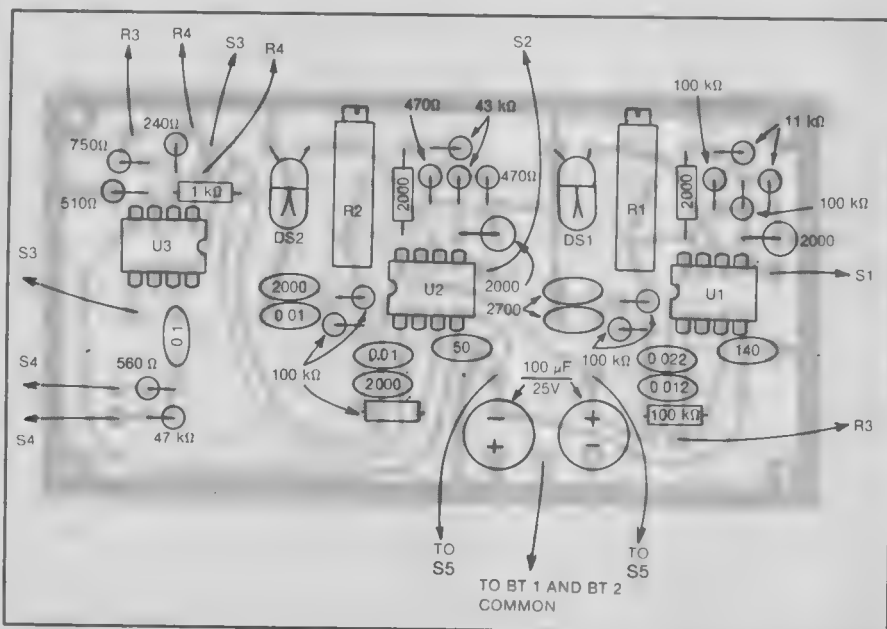 R3
R4
S3
R4
S2
100 kΩ
11 kΩ
470Ω
43 kΩ
240Ω
750Ω
510Ω
1 kΩ
2000
470Ω
2000
100 kΩ
R2
R1
DS2
DS1
2000
U3
S3
U2
2000
U1
S1
2000
0.01
2700
0.1
100 kΩ
0.01
2000
50
100 µF
25V
100 kΩ
0 022
0 012
140
100 kΩ
560 Ω
S4
S4
47 kΩ
−
+
+
−
R3
TO
S5
TO
S5
TO BT 1 AND BT 2
COMMON